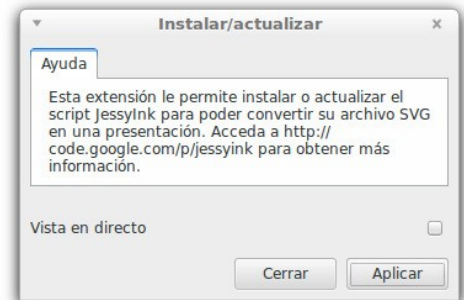 Instalar/actualizar
Ayuda
Esta extensión le permite instalar o actualizar el
script JessyInk para poder convertir su archivo SVG
en una presentación. Acceda a http://
code.google.com/p/jessyink para obtener más
información.
Vista en directo
Cerrar
Aplicar